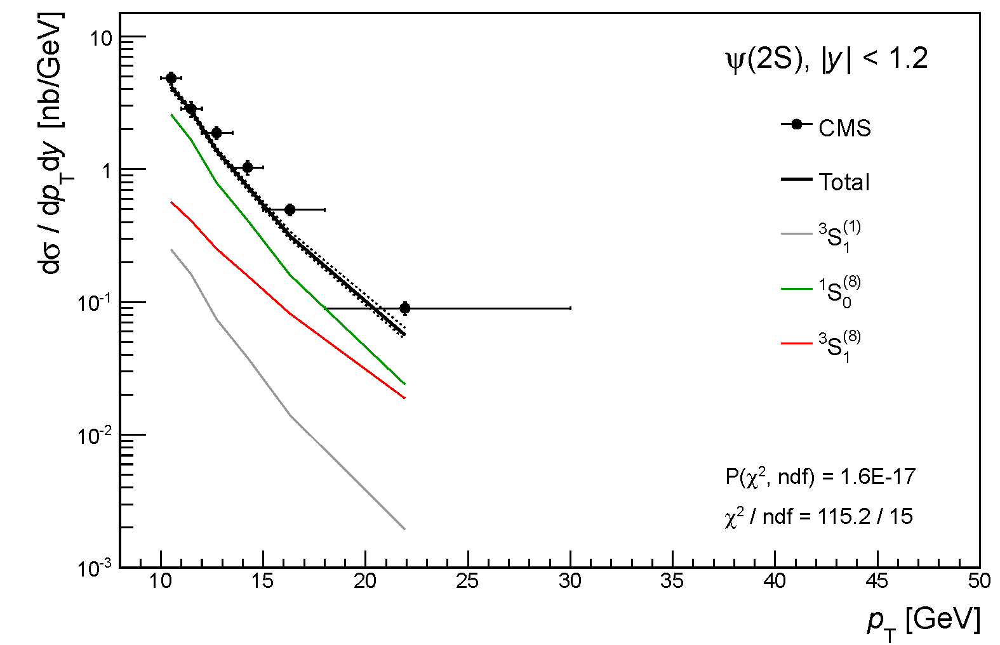 dσ / dp_T dy [nb/GeV]
10
1
10⁻¹
10⁻²
10⁻³
ψ(2S), |y| < 1.2
CMS
Total
³S₁⁽¹⁾
¹S₀⁽⁸⁾
³S₁⁽⁸⁾
P(χ², ndf) = 1.6E-17
χ² / ndf = 115.2 / 15
10 15 20 25 30 35 40 45 50
p_T [GeV]